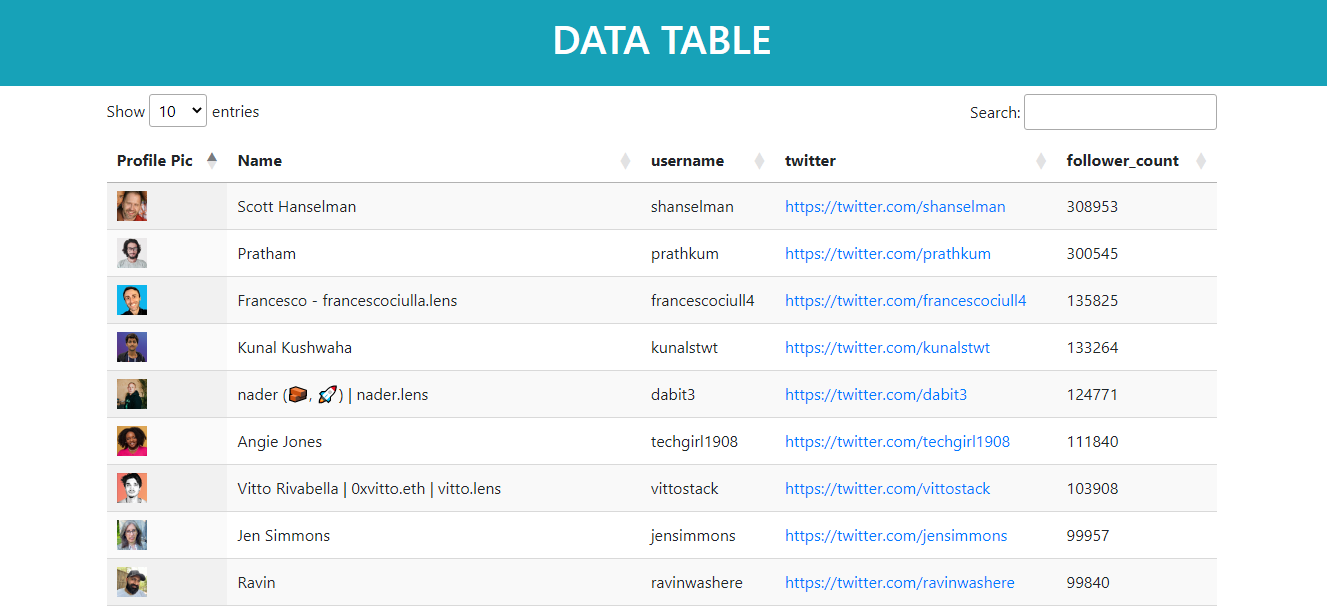 DATA TABLE
Show 10 entries Search:
Profile Pic Name username twitter follower_count
Scott Hanselman shanselman https://twitter.com/shanselman 308953
Pratham prathkum https://twitter.com/prathkum 300545
Francesco - francescociulla.lens francescociull4 https://twitter.com/francescociull4 135825
Kunal Kushwaha kunalstwt https://twitter.com/kunalstwt 133264
nader (🧱, 🚀) | nader.lens dabit3 https://twitter.com/dabit3 124771
Angie Jones techgirl1908 https://twitter.com/techgirl1908 111840
Vitto Rivabella | 0xvitto.eth | vitto.lens vittostack https://twitter.com/vittostack 103908
Jen Simmons jensimmons https://twitter.com/jensimmons 99957
Ravin ravinwashere https://twitter.com/ravinwashere 99840